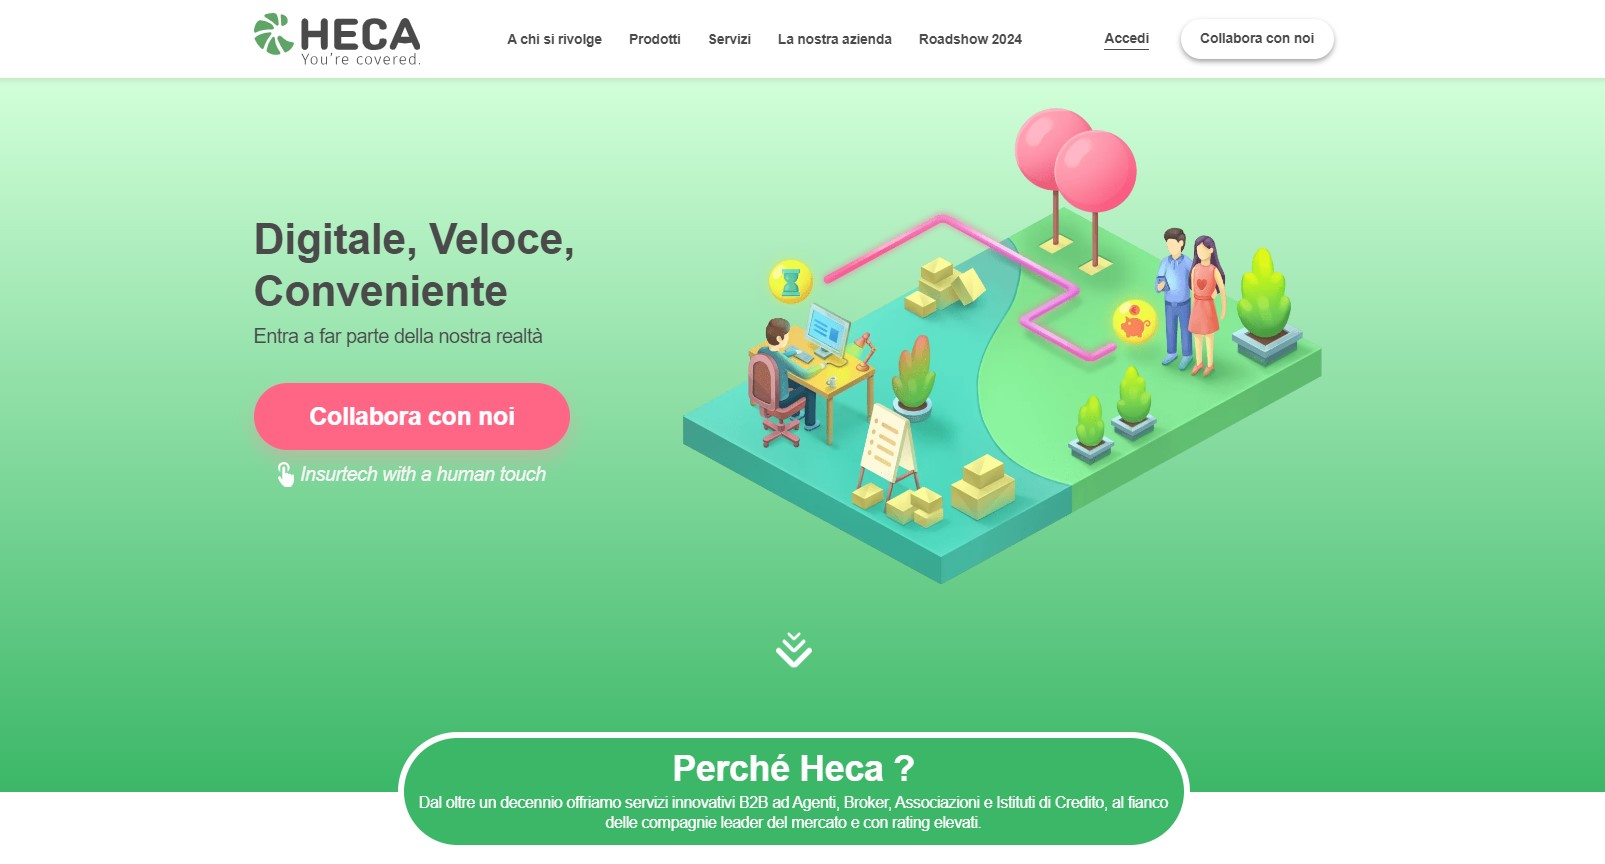 HECA
You're covered.
A chi si rivolge
Prodotti
Servizi
La nostra azienda
Roadshow 2024
Accedi
Collabora con noi
Digitale, Veloce,
Conveniente
Entra a far parte della nostra realtà
Collabora con noi
Insurtech with a human touch
Perché Heca ?
Dal oltre un decennio offriamo servizi innovativi B2B ad Agenti, Broker, Associazioni e Istituti di Credito, al fianco
delle compagnie leader del mercato e con rating elevati.